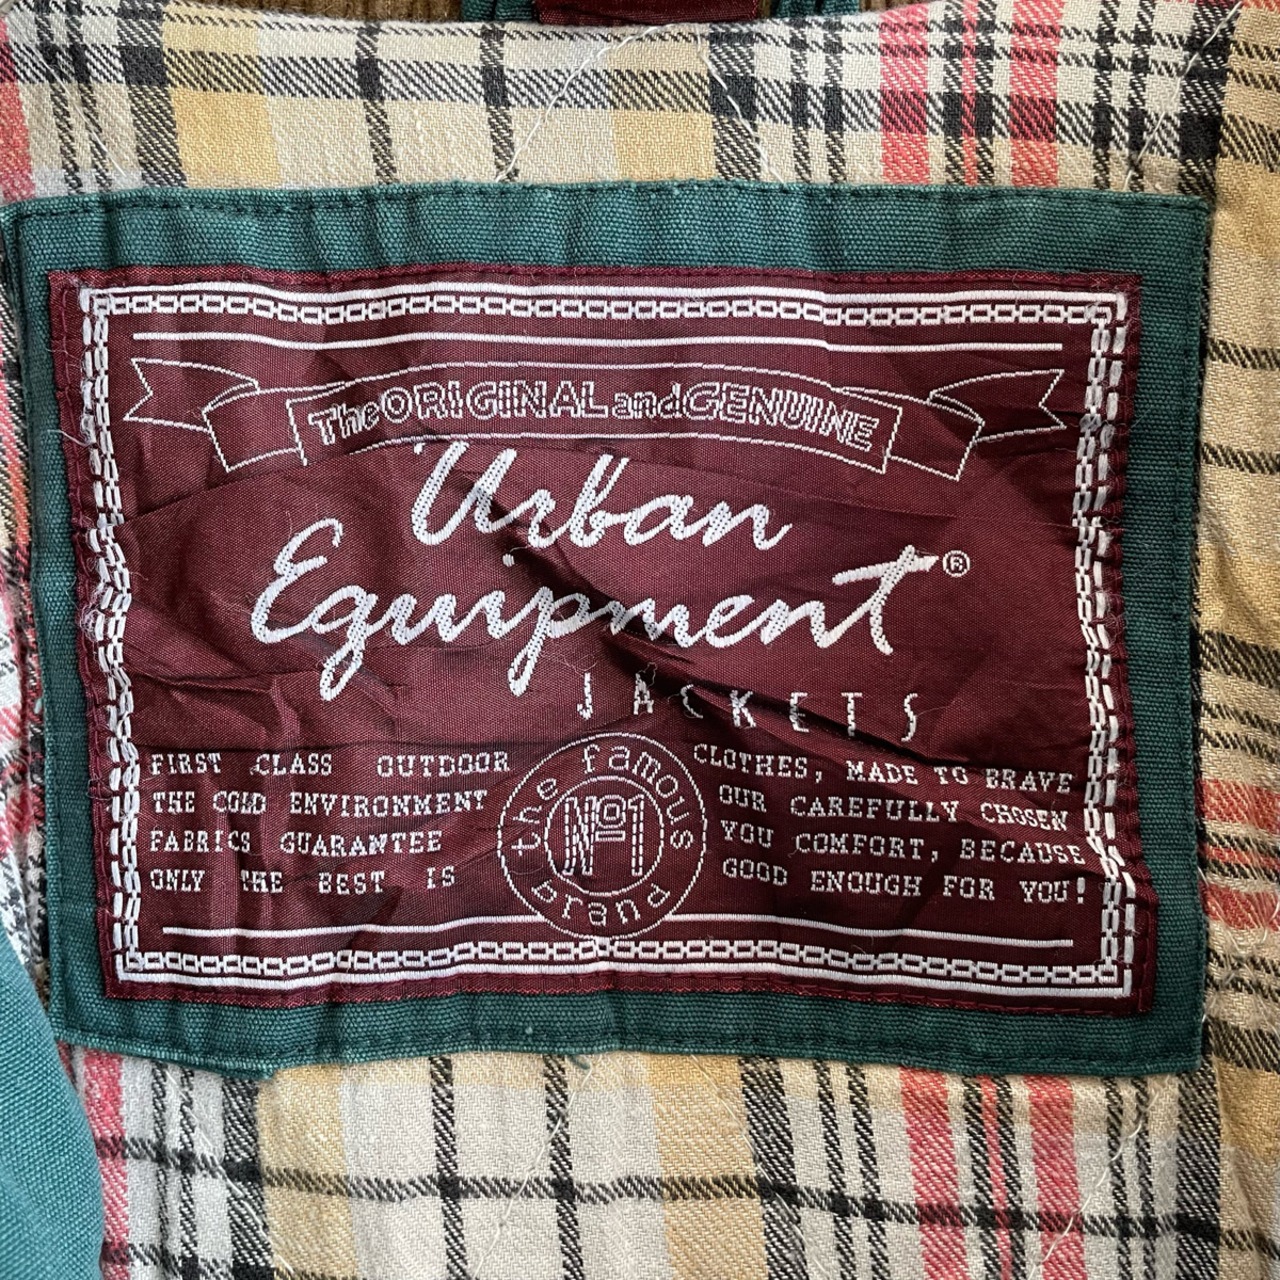 The ORIGINAL and GENUINE
Urban
Equipment®
JACKETS
FIRST CLASS OUTDOOR CLOTHES, MADE TO BRAVE
THE COLD ENVIRONMENT OUR CAREFULLY CHOSEN
FABRICS GUARANTEE YOU COMFORT, BECAUSE
ONLY THE BEST IS GOOD ENOUGH FOR YOU!
the famous
Nº1
brand